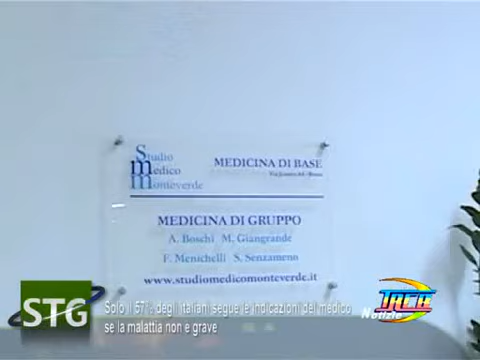 Studio
Medico
Monteverde
MEDICINA DI BASE
MEDICINA DI GRUPPO
A. Boschi M. Giangrande
F. Menichelli S. Senzameno
www.studiomedicomonteverde.it
STG
Solo il 67% degli italiani segue le indicazioni del medico
se la malattia non e grave
Notizie